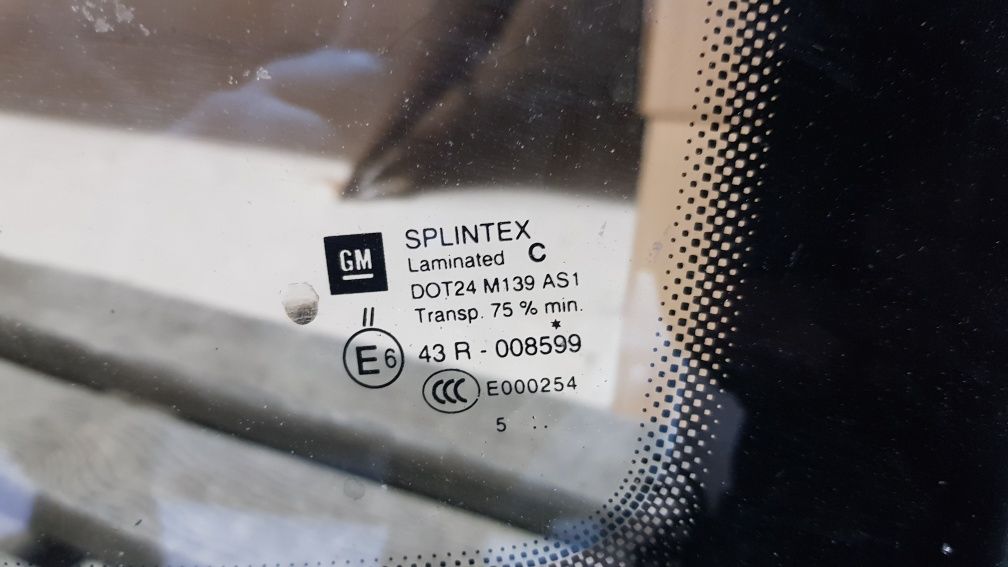 GM
SPLINTEX
Laminated C
DOT24 M139 AS1
Transp. 75 % min.
II
E6 43 R - 008599
CCC E000254
5 ..